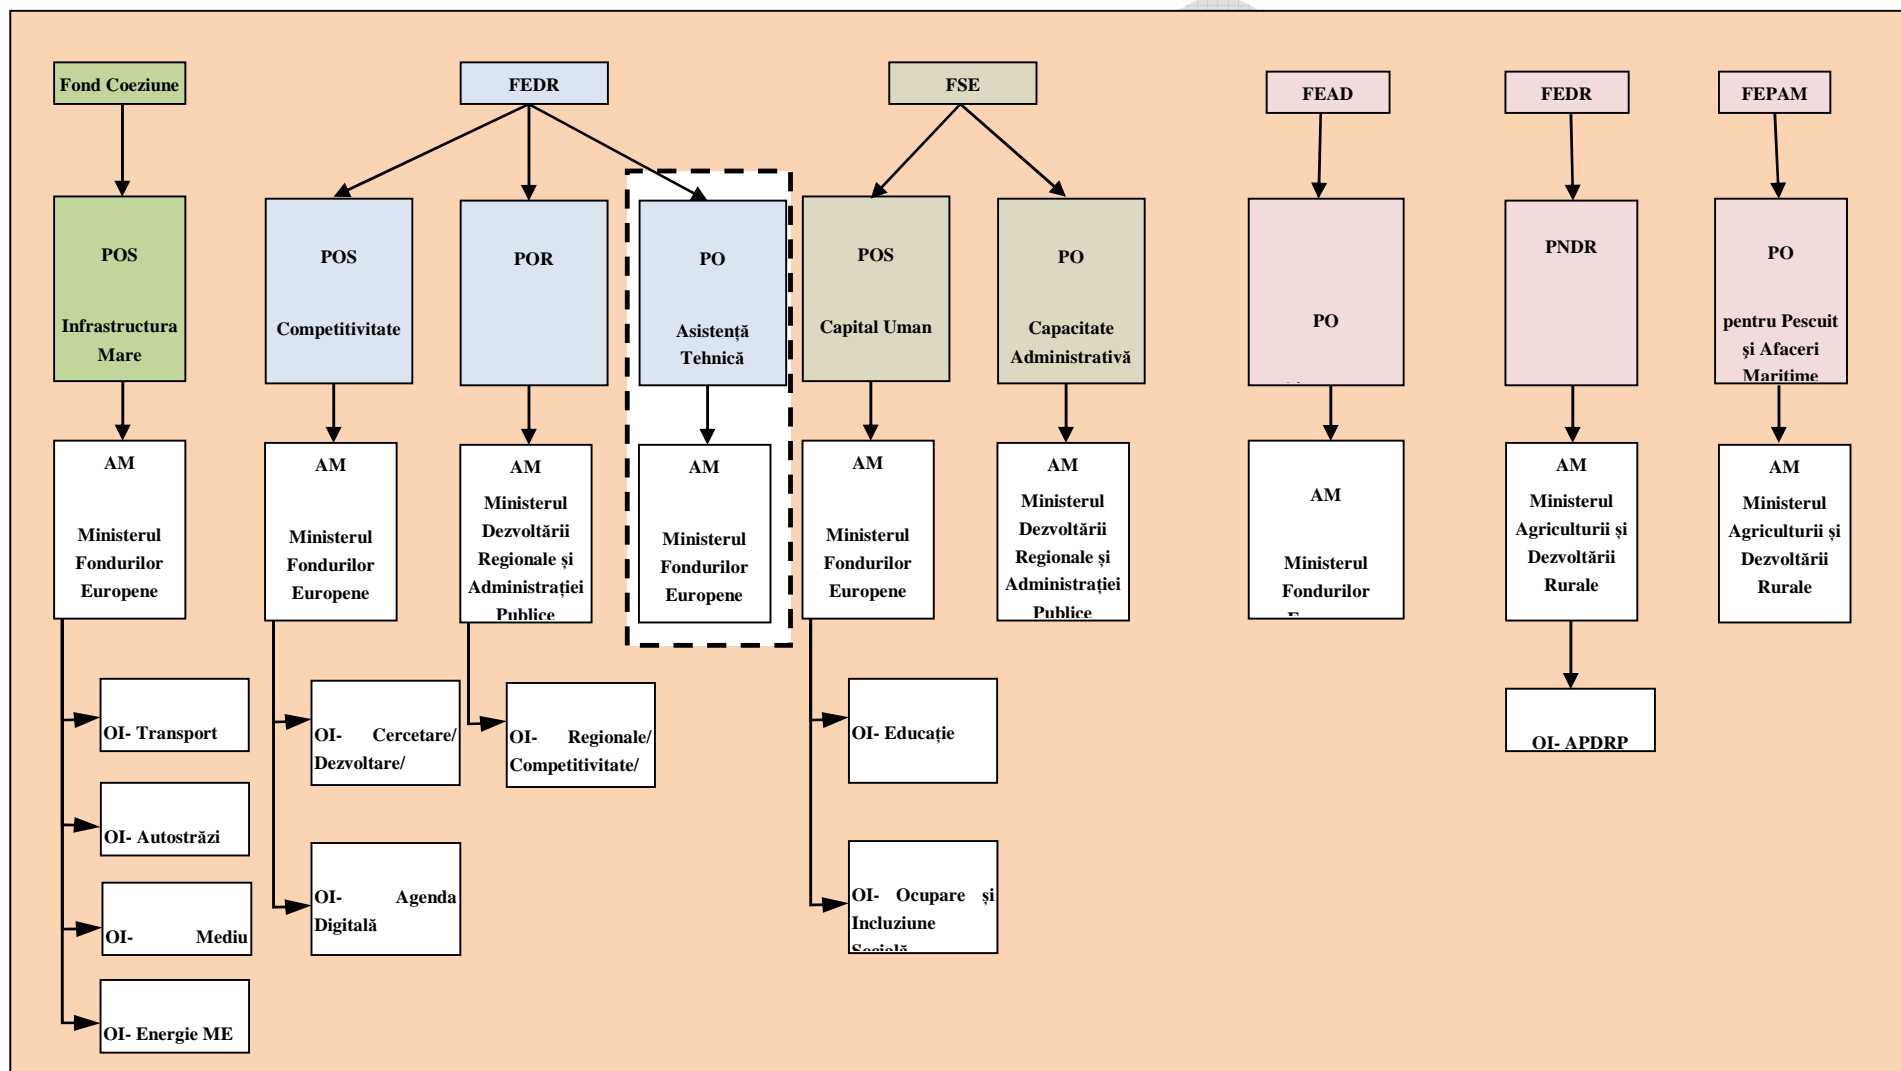 Fond Coeziune
FEDR
FSE
FEAD
FEDR
FEPAM
POS
Infrastructura
Mare
POS
Competitivitate
POR
PO
Asistență
Tehnică
POS
Capital Uman
PO
Capacitate
Administrativă
PO
PNDR
PO
pentru Pescuit
şi Afaceri
Maritime
AM
Ministerul
Fondurilor
Europene
AM
Ministerul
Fondurilor
Europene
AM
Ministerul
Dezvoltării
Regionale și
Administrației
Publice
AM
Ministerul
Fondurilor
Europene
AM
Ministerul
Fondurilor
Europene
AM
Ministerul
Dezvoltării
Regionale și
Administrației
Publice
AM
Ministerul
Fondurilor
AM
Ministerul
Agriculturii și
Dezvoltării
Rurale
AM
Ministerul
Agriculturii și
Dezvoltării
Rurale
OI- Transport
OI- Autostrăzi
OI- Mediu
OI- Energie ME
OI- Cercetare/
Dezvoltare/
OI- Agenda
Digitală
OI- Regionale/
Competitivitate/
OI- Educație
OI- Ocupare și
Incluziune
Socială
OI- APDRP